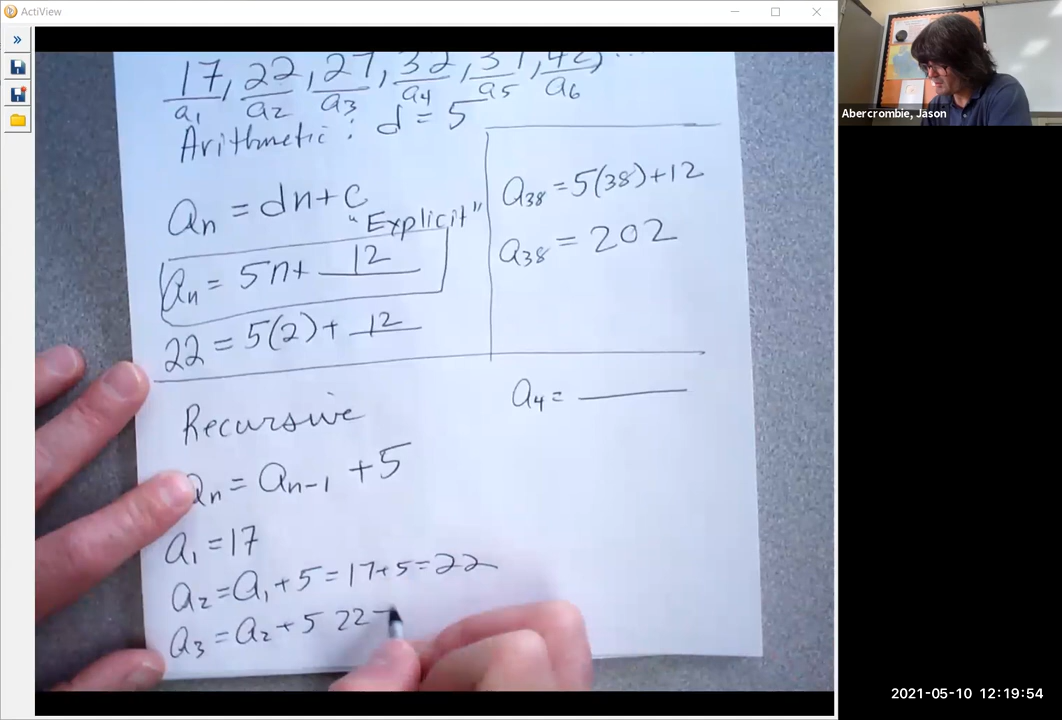 ActiView
17, 22, 27, 32, 37, 42, ...
a₁ a₂ a₃ a₄ a₅ a₆
Arithmetic : d = 5
aₙ = dn + c
"Explicit"
aₙ = 5n + 12
22 = 5(2) + 12
a₃₈ = 5(38) + 12
a₃₈ = 202
Recursive
aₙ = aₙ₋₁ + 5
a₁ = 17
a₂ = a₁ + 5 = 17 + 5 = 22
a₃ = a₂ + 5 22
a₄ = ____
Abercrombie, Jason
2021-05-10 12:19:54